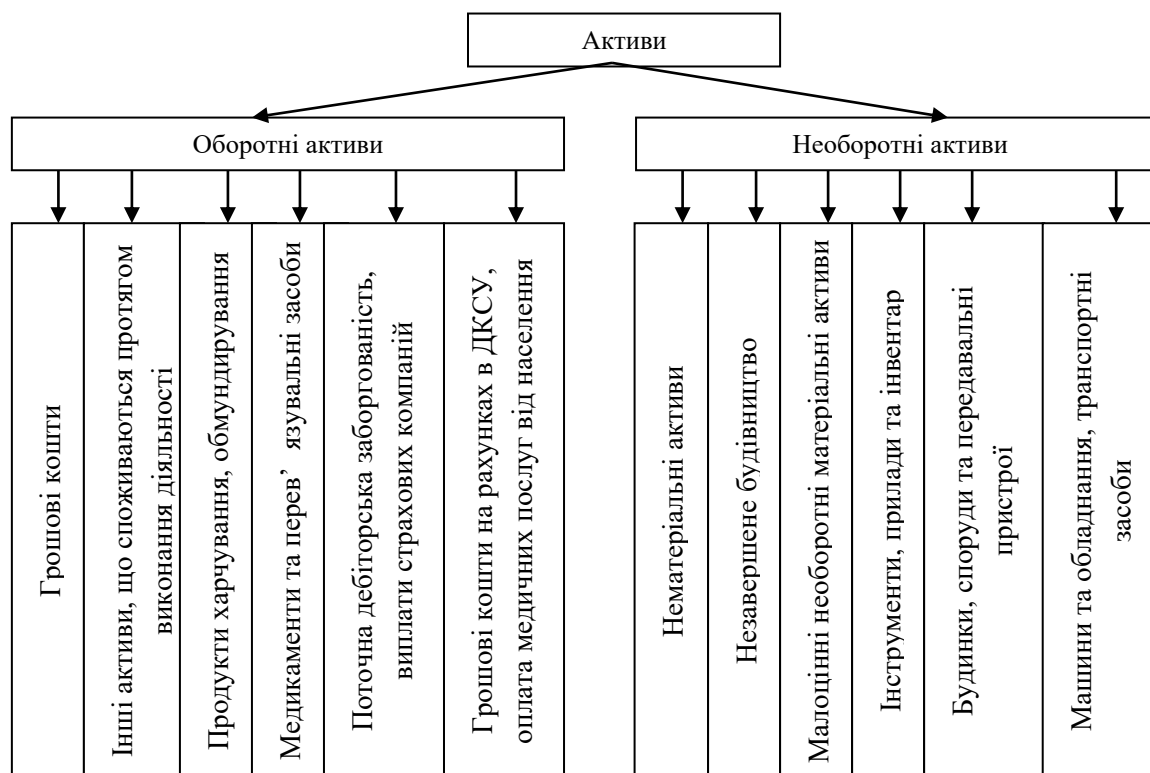 Активи
Оборотні активи
Необоротні активи
Грошові кошти
Інші активи, що споживаються протягом
виконання діяльності
Продукти харчування, обмундирування
Медикаменти та перев’ язувальні засоби
Поточна дебіторська заборгованість,
виплати страхових компаній
Грошові кошти на рахунках в ДКСУ,
оплата медичних послуг від населення
Нематеріальні активи
Незавершене будівництво
Малоцінні необоротні матеріальні активи
Інструменти, прилади та інвентар
Будинки, споруди та передавальні
пристрої
Машини та обладнання, транспортні
засоби